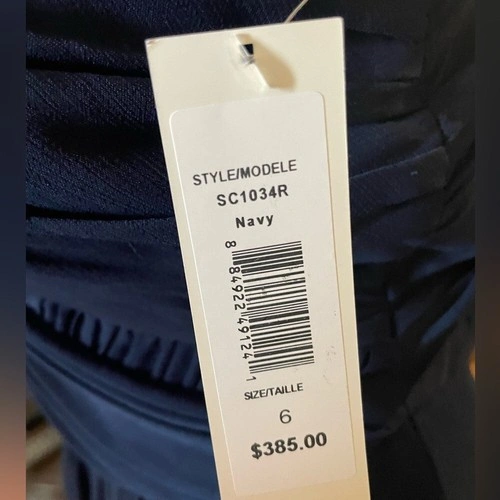 STYLE/MODELE
SC1034R
Navy
8 84922 49124 1
SIZE/TAILLE
6
$385.00